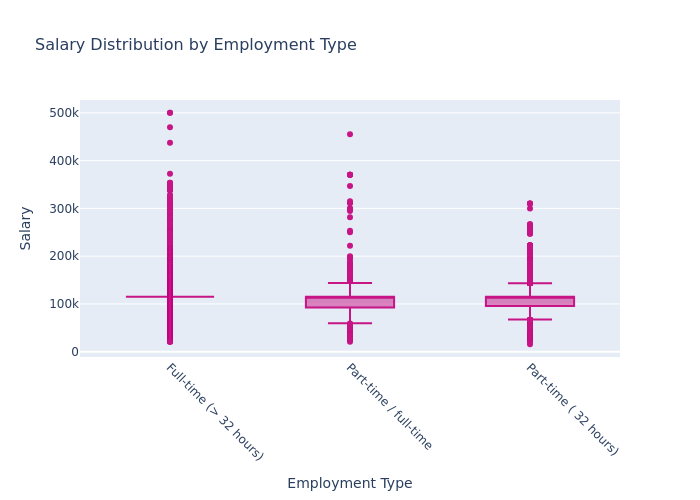 Salary Distribution by Employment Type
500k
400k
300k
200k
100k
0
Salary
Full-time (> 32 hours)
Part-time / full-time
Part-time ( 32 hours)
Employment Type